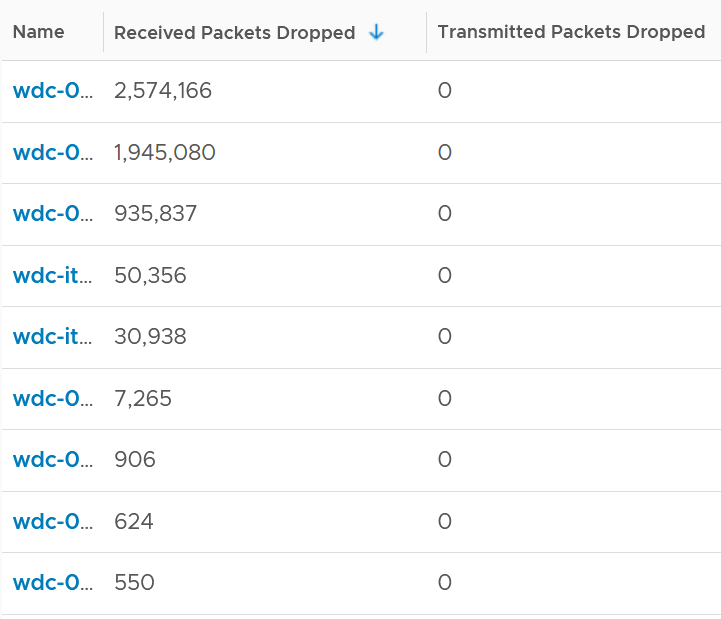 Name Received Packets Dropped Transmitted Packets Dropped
wdc-0... 2,574,166 0
wdc-0... 1,945,080 0
wdc-0... 935,837 0
wdc-it... 50,356 0
wdc-it... 30,938 0
wdc-0... 7,265 0
wdc-0... 906 0
wdc-0... 624 0
wdc-0... 550 0